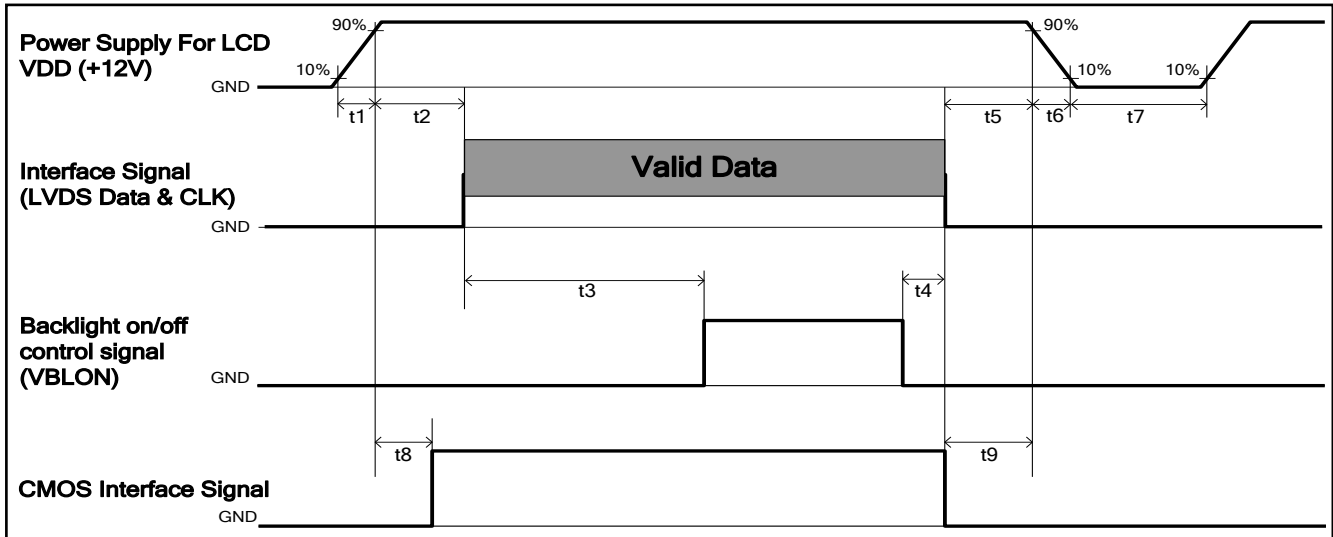 90%
90%
Power Supply For LCD
VDD (+12V)
10%
10%
10%
GND
t1
t2
t5
t6
t7
Valid Data
Interface Signal
(LVDS Data & CLK)
GND
t3
t4
Backlight on/off
control signal
(VBLON)
GND
t8
t9
CMOS Interface Signal
GND